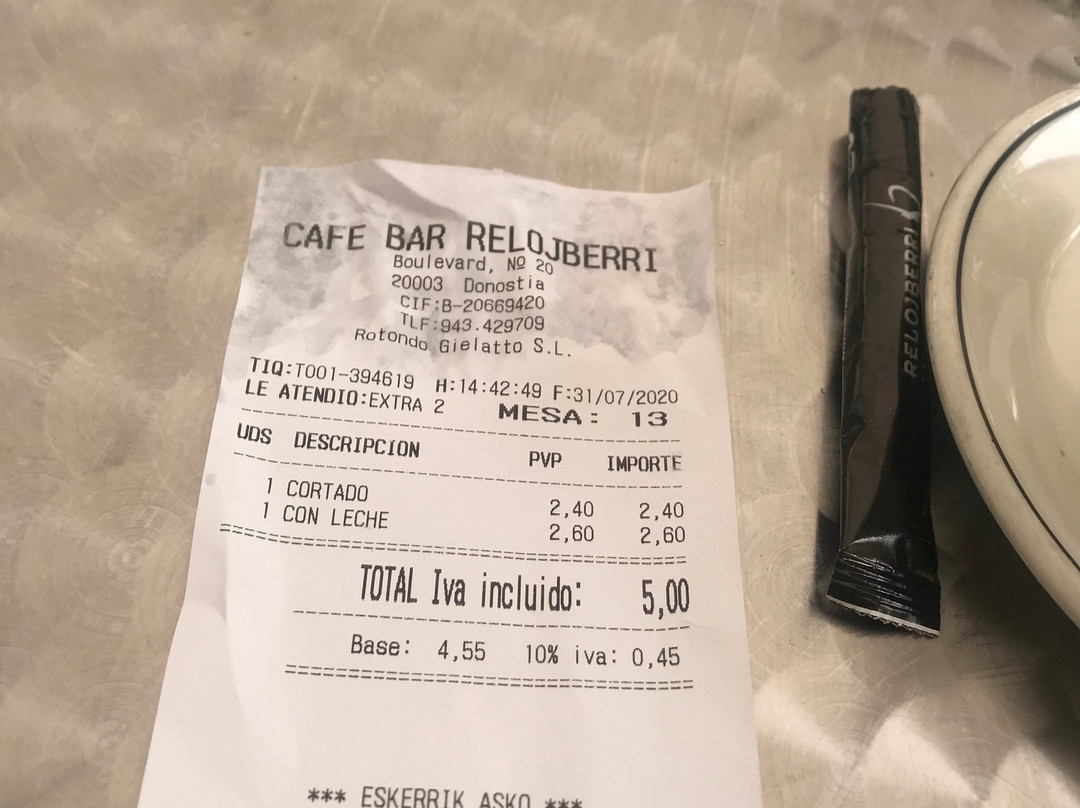 CAFE BAR RELOJBERRI
Boulevard, Nº 20
20003 Donostia
CIF:B-20669420
TLF:943.429709
Rotondo Gielatto S.L.
TIQ:T001-394619 H:14:42:49 F:31/07/2020
LE ATENDIO:EXTRA 2 MESA: 13
UDS DESCRIPCION PVP IMPORTE
1 CORTADO 2,40 2,40
1 CON LECHE 2,60 2,60
TOTAL Iva incluido: 5,00
Base: 4,55 10% iva: 0,45
*** ESKERRIK ASKO ***
RELOJBERRI